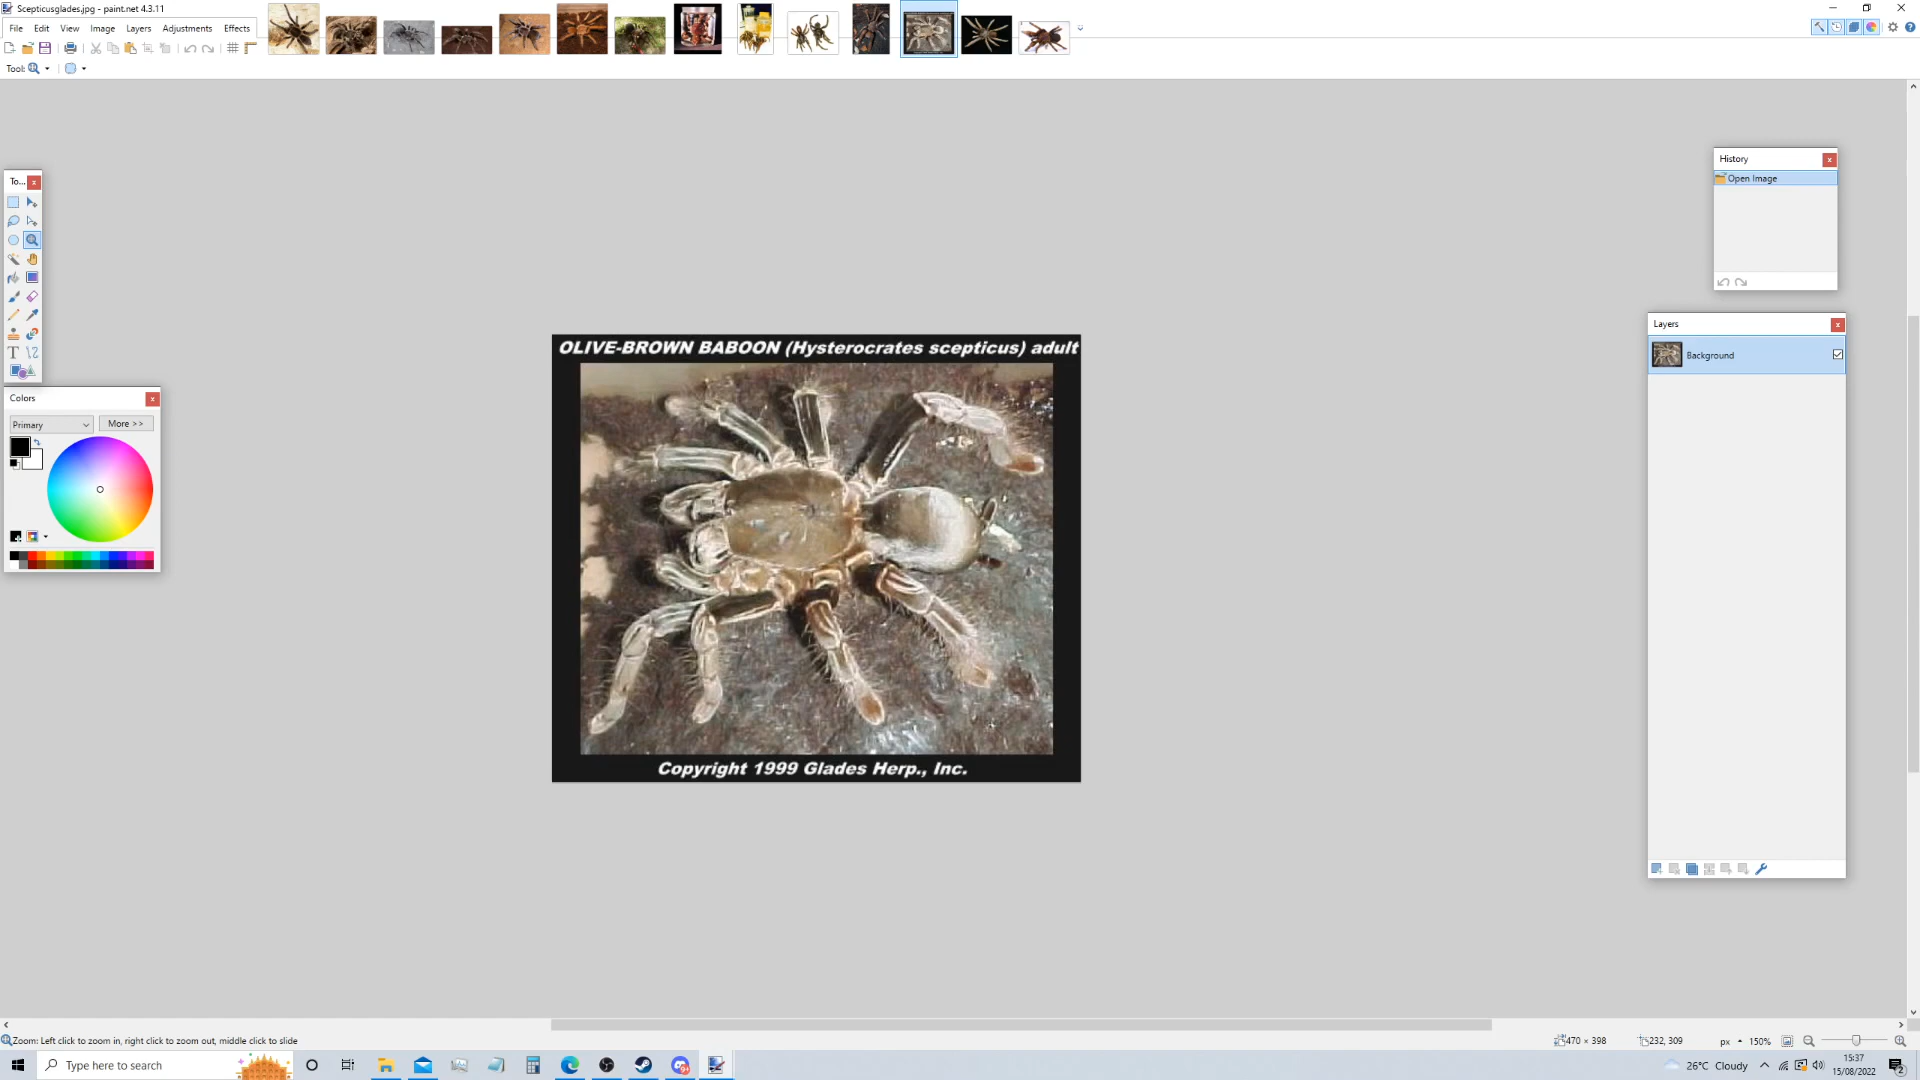 Scepticusglades.jpg - paint.net 4.3.11
File Edit View Image Layers Adjustments Effects
Tool:
To...
History
Open Image
Layers
Background
OLIVE-BROWN BABOON (Hysterocrates scepticus) adult
Copyright 1999 Glades Herp., Inc.
Colors
Primary
More >>
Zoom: Left click to zoom in, right click to zoom out, middle click to slide
470 × 398
232, 309
px
150%
Type here to search
26°C Cloudy
15:37
15/08/2022